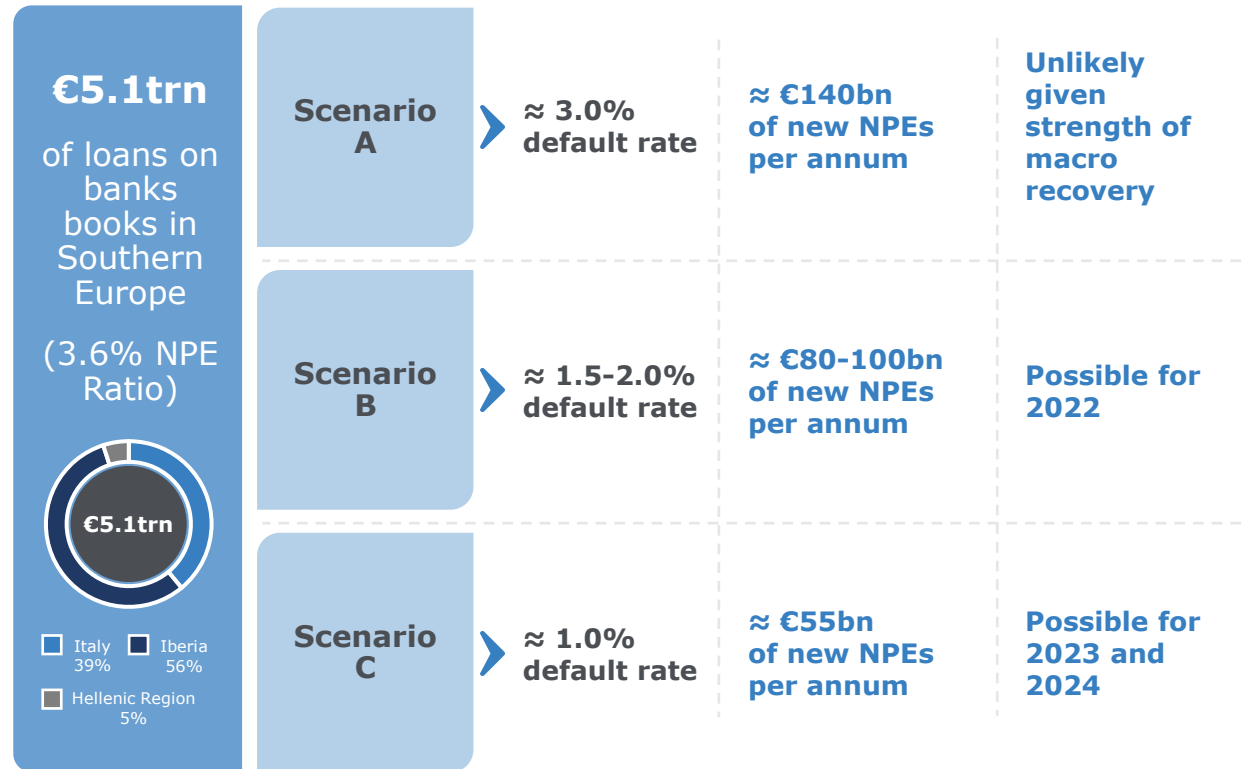 €5.1trn
of loans on
banks
books in
Southern
Europe
(3.6% NPE
Ratio)
€5.1trn
Italy
39%
Iberia
56%
Hellenic Region
5%
Scenario
A
≈ 3.0%
default rate
≈ €140bn
of new NPEs
per annum
Unlikely
given
strength of
macro
recovery
Scenario
B
≈ 1.5-2.0%
default rate
≈ €80-100bn
of new NPEs
per annum
Possible for
2022
Scenario
C
≈ 1.0%
default rate
≈ €55bn
of new NPEs
per annum
Possible for
2023 and
2024